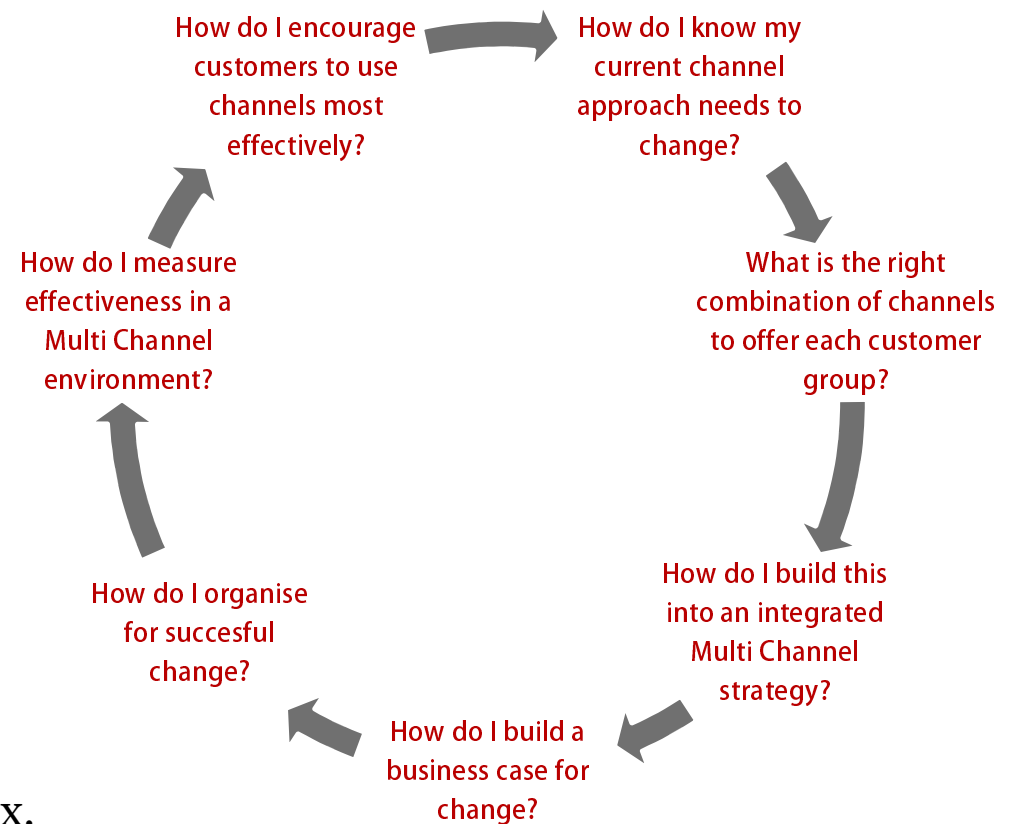 How do I encourage
customers to use
channels most
effectively?
How do I know my
current channel
approach needs to
change?
What is the right
combination of channels
to offer each customer
group?
How do I build this
into an integrated
Multi Channel
strategy?
How do I build a
business case for
change?
How do I organise
for succesful
change?
How do I measure
effectiveness in a
Multi Channel
environment?
x.